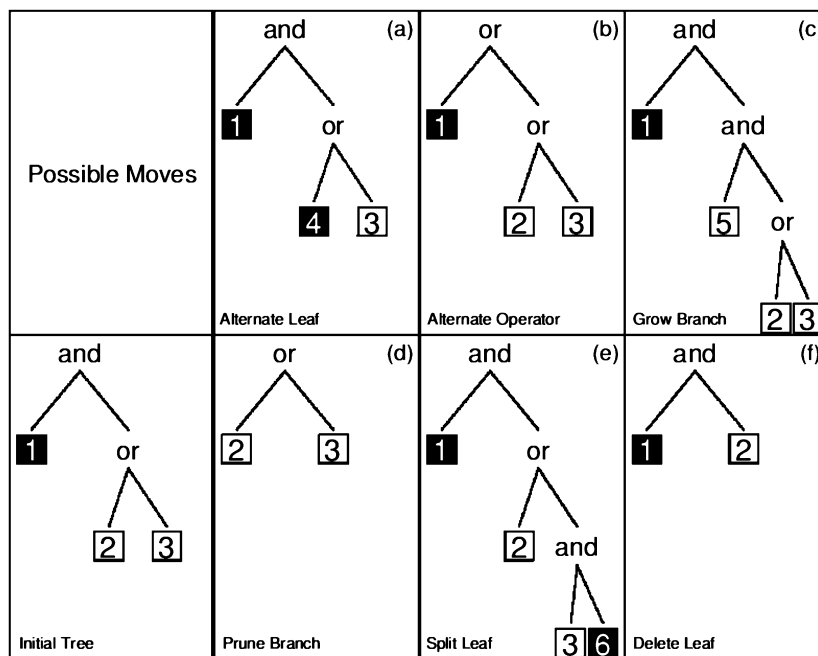 Possible Moves
and (a)
1 or
4 3
Alternate Leaf
or (b)
1 or
2 3
Alternate Operator
and (c)
1 and
5 or
2 3
Grow Branch
and
1 or
2 3
Initial Tree
or (d)
2 3
Prune Branch
and (e)
1 or
2 and
3 6
Split Leaf
and (f)
1 2
Delete Leaf